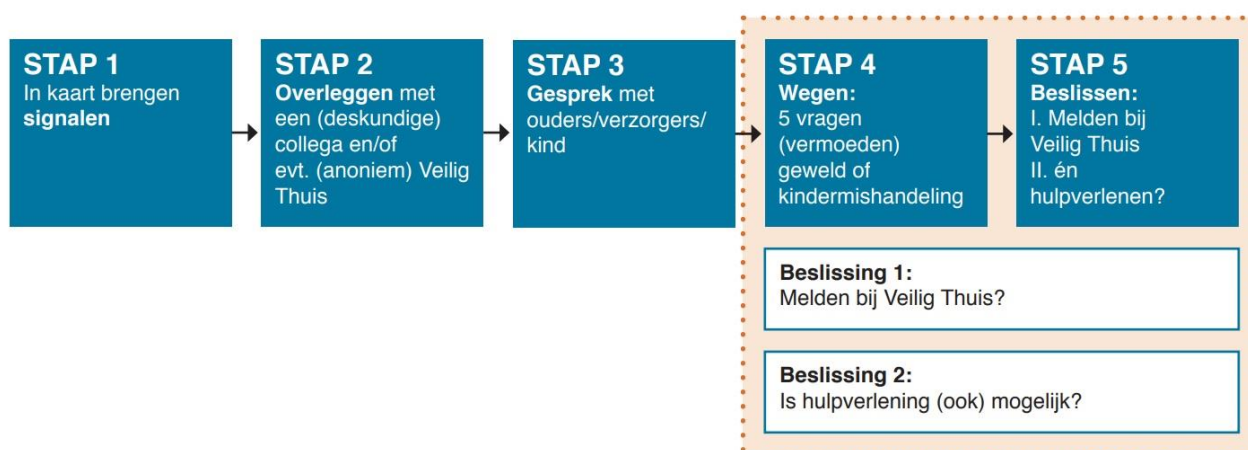 STAP 1
In kaart brengen
signalen
STAP 2
Overleggen met
een (deskundige)
collega en/of
evt. (anoniem) Veilig
Thuis
STAP 3
Gesprek met
ouders/verzorgers/
kind
STAP 4
Wegen:
5 vragen
(vermoeden)
geweld of
kindermishandeling
STAP 5
Beslissen:
I. Melden bij
Veilig Thuis
II. én
hulpverlenen?
Beslissing 1:
Melden bij Veilig Thuis?
Beslissing 2:
Is hulpverlening (ook) mogelijk?